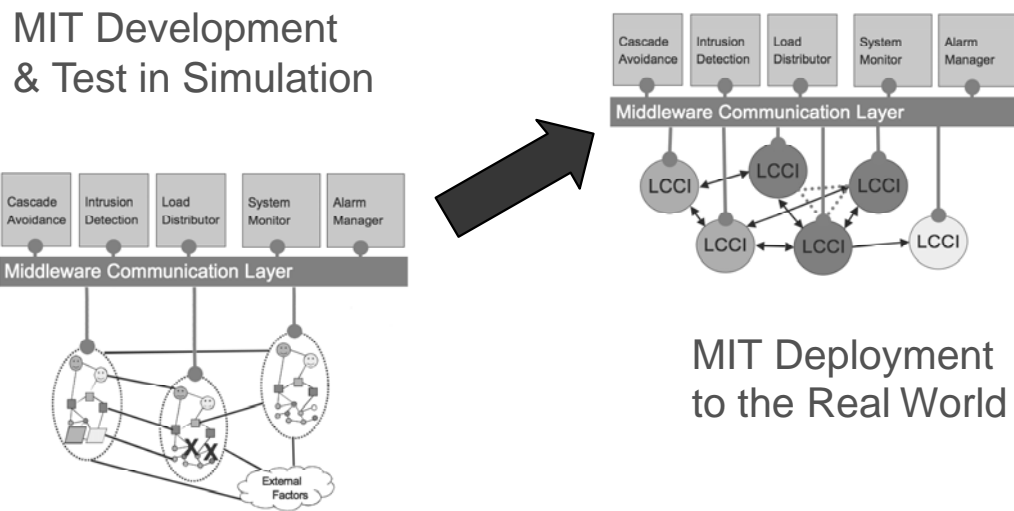 MIT Development
& Test in Simulation
Cascade
Avoidance
Intrusion
Detection
Load
Distributor
System
Monitor
Alarm
Manager
Middleware Communication Layer
LCCI
LCCI
LCCI
LCCI
LCCI
LCCI
Cascade
Avoidance
Intrusion
Detection
Load
Distributor
System
Monitor
Alarm
Manager
Middleware Communication Layer
X X
External
Factors
MIT Deployment
to the Real World